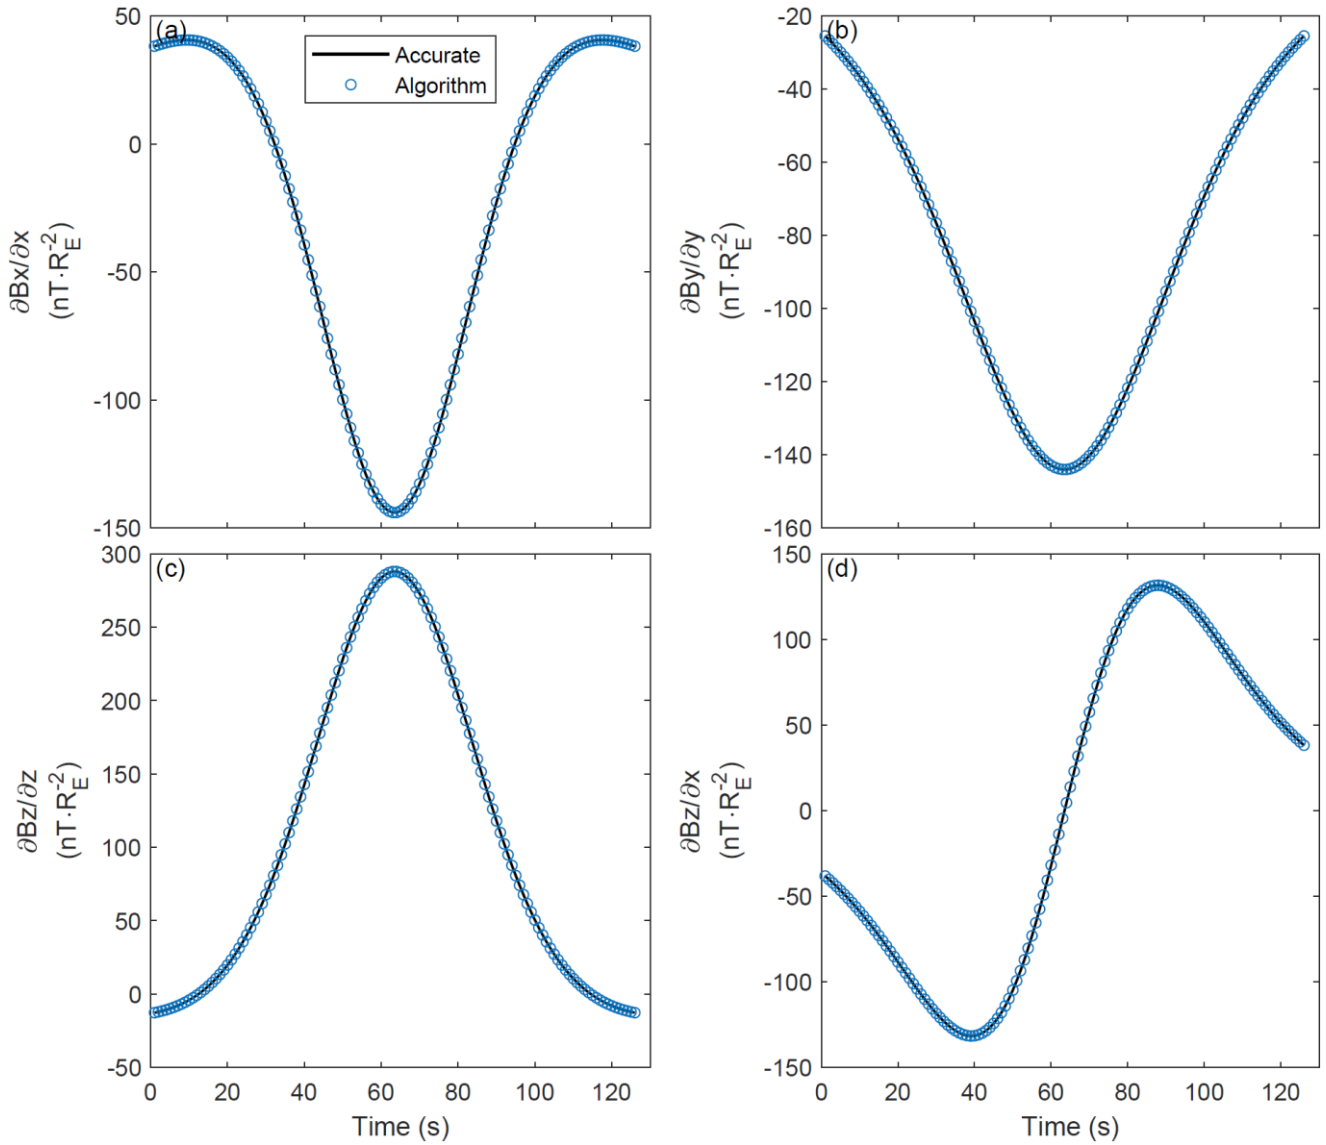 (a)
Accurate
Algorithm
50
0
-50
-100
-150
∂Bx/∂x
(nT·R_E^-2)
(b)
-20
-40
-60
-80
-100
-120
-140
-160
∂By/∂y
(nT·R_E^-2)
(c)
300
250
200
150
100
50
0
-50
∂Bz/∂z
(nT·R_E^-2)
0 20 40 60 80 100 120
Time (s)
(d)
150
100
50
0
-50
-100
-150
∂Bz/∂x
(nT·R_E^-2)
0 20 40 60 80 100 120
Time (s)